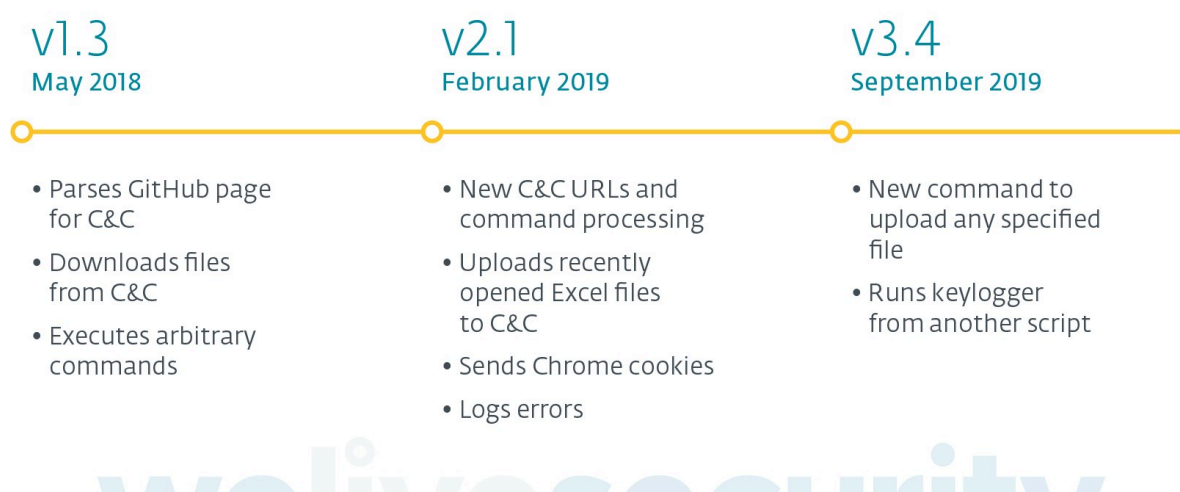 v1.3
May 2018
• Parses GitHub page
for C&C
• Downloads files
from C&C
• Executes arbitrary
commands
v2.1
February 2019
• New C&C URLs and
command processing
• Uploads recently
opened Excel files
to C&C
• Sends Chrome cookies
• Logs errors
v3.4
September 2019
• New command to
upload any specified
file
• Runs keylogger
from another script
welivesecurity